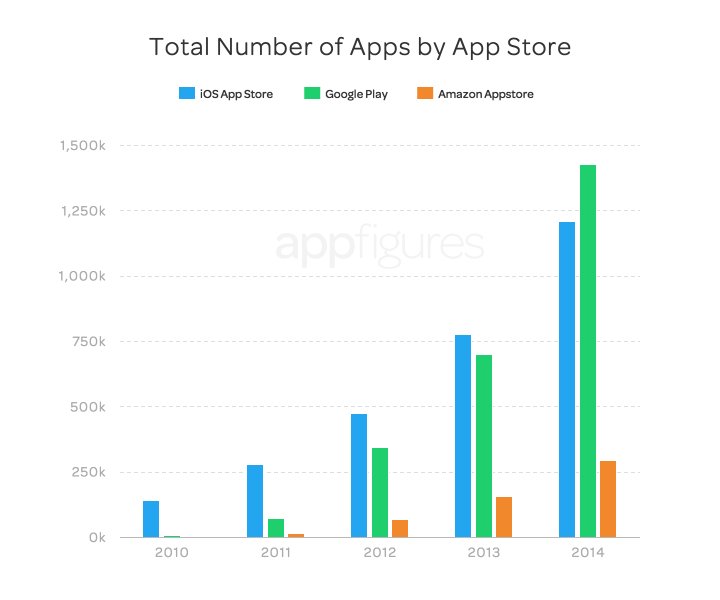 Total Number of Apps by App Store
iOS App Store Google Play Amazon Appstore
1,500k
1,250k
appfigures
1,000k
750k
500k
250k
0k
2010 2011 2012 2013 2014